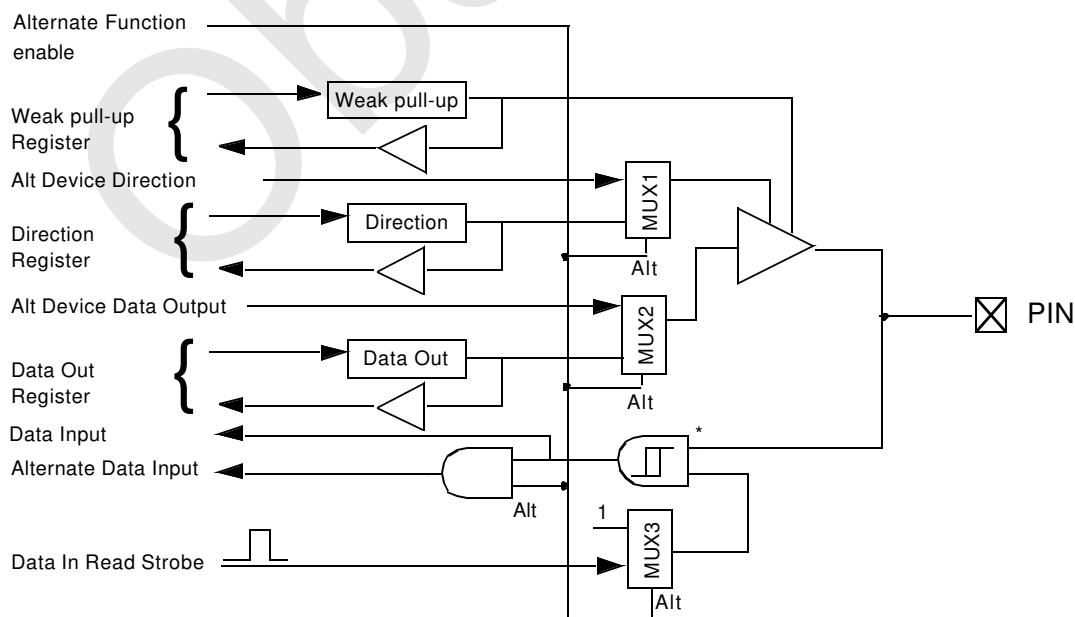 Alternate Function
enable
Weak pull-up
Weak pull-up
Register
Alt Device Direction
MUX1
Direction
Direction
Register
Alt
Alt Device Data Output
MUX2
PIN
Data Out
Data Out
Register
Alt
Data Input
*
Alternate Data Input
Alt
1
MUX3
Data In Read Strobe
Alt